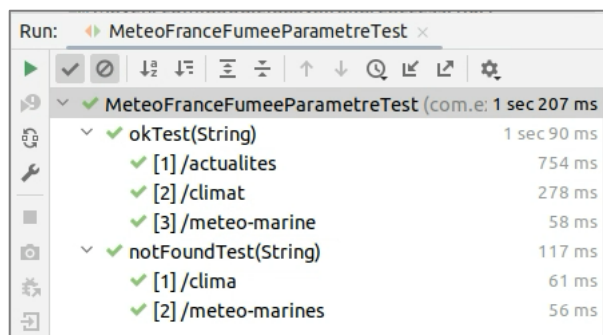 Run: MeteoFranceFumeeParametreTest ×
MeteoFranceFumeeParametreTest (com.e: 1 sec 207 ms
okTest(String) 1 sec 90 ms
[1] /actualites 754 ms
[2] /climat 278 ms
[3] /meteo-marine 58 ms
notFoundTest(String) 117 ms
[1] /clima 61 ms
[2] /meteo-marines 56 ms